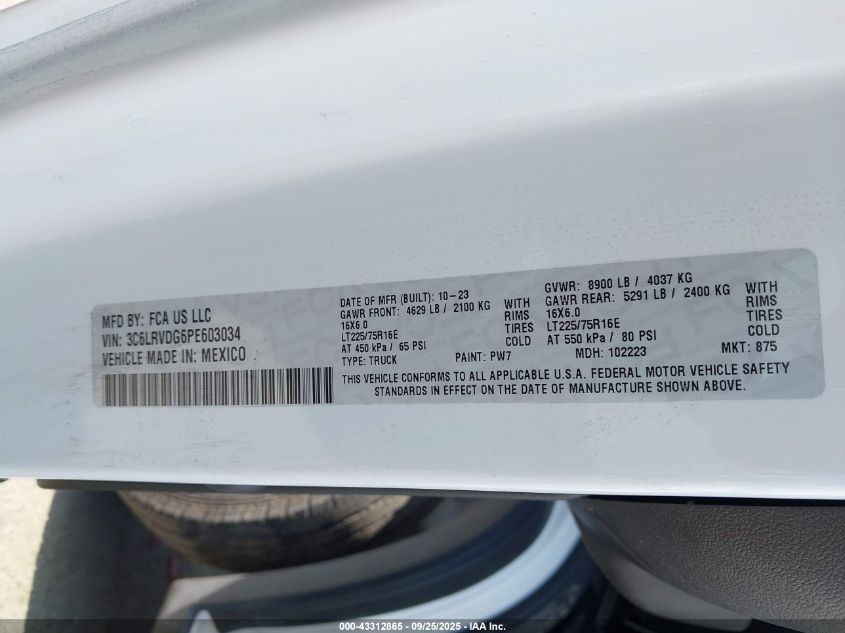 MFD BY: FCA US LLC
VIN: 3C6LRVDG6PE603034
VEHICLE MADE IN: MEXICO
DATE OF MFR (BUILT): 10-23
GAWR FRONT: 4629 LB / 2100 KG WITH
16X6.0 RIMS
LT225/75R16E TIRES
AT 450 kPa / 65 PSI COLD
TYPE: TRUCK PAINT: PW7
GVWR: 8900 LB / 4037 KG
GAWR REAR: 5291 LB / 2400 KG WITH
16X6.0 RIMS
LT225/75R16E TIRES
AT 550 kPa / 80 PSI COLD
MDH: 102223 MKT: 875
THIS VEHICLE CONFORMS TO ALL APPLICABLE U.S.A. FEDERAL MOTOR VEHICLE SAFETY
STANDARDS IN EFFECT ON THE DATE OF MANUFACTURE SHOWN ABOVE.
000-43312865 - 09/25/2025 - IAA Inc.